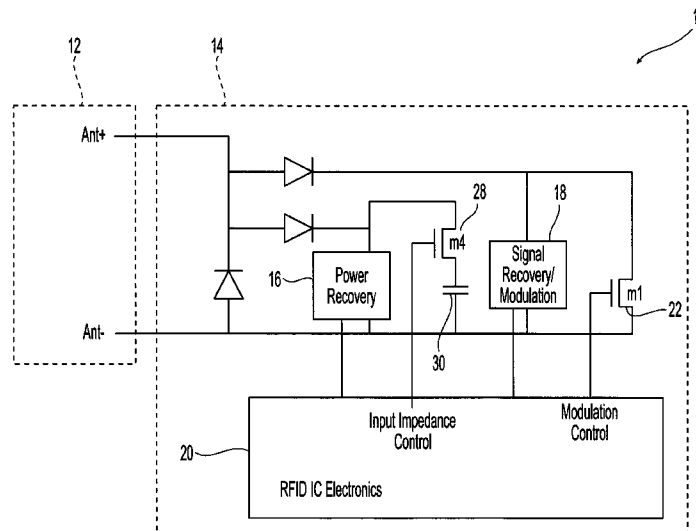 1
12
14
Ant+
28
18
m4
16
Power
Recovery
Signal
Recovery/
Modulation
m1
22
Ant-
30
Input Impedance
Control
Modulation
Control
20
RFID IC Electronics